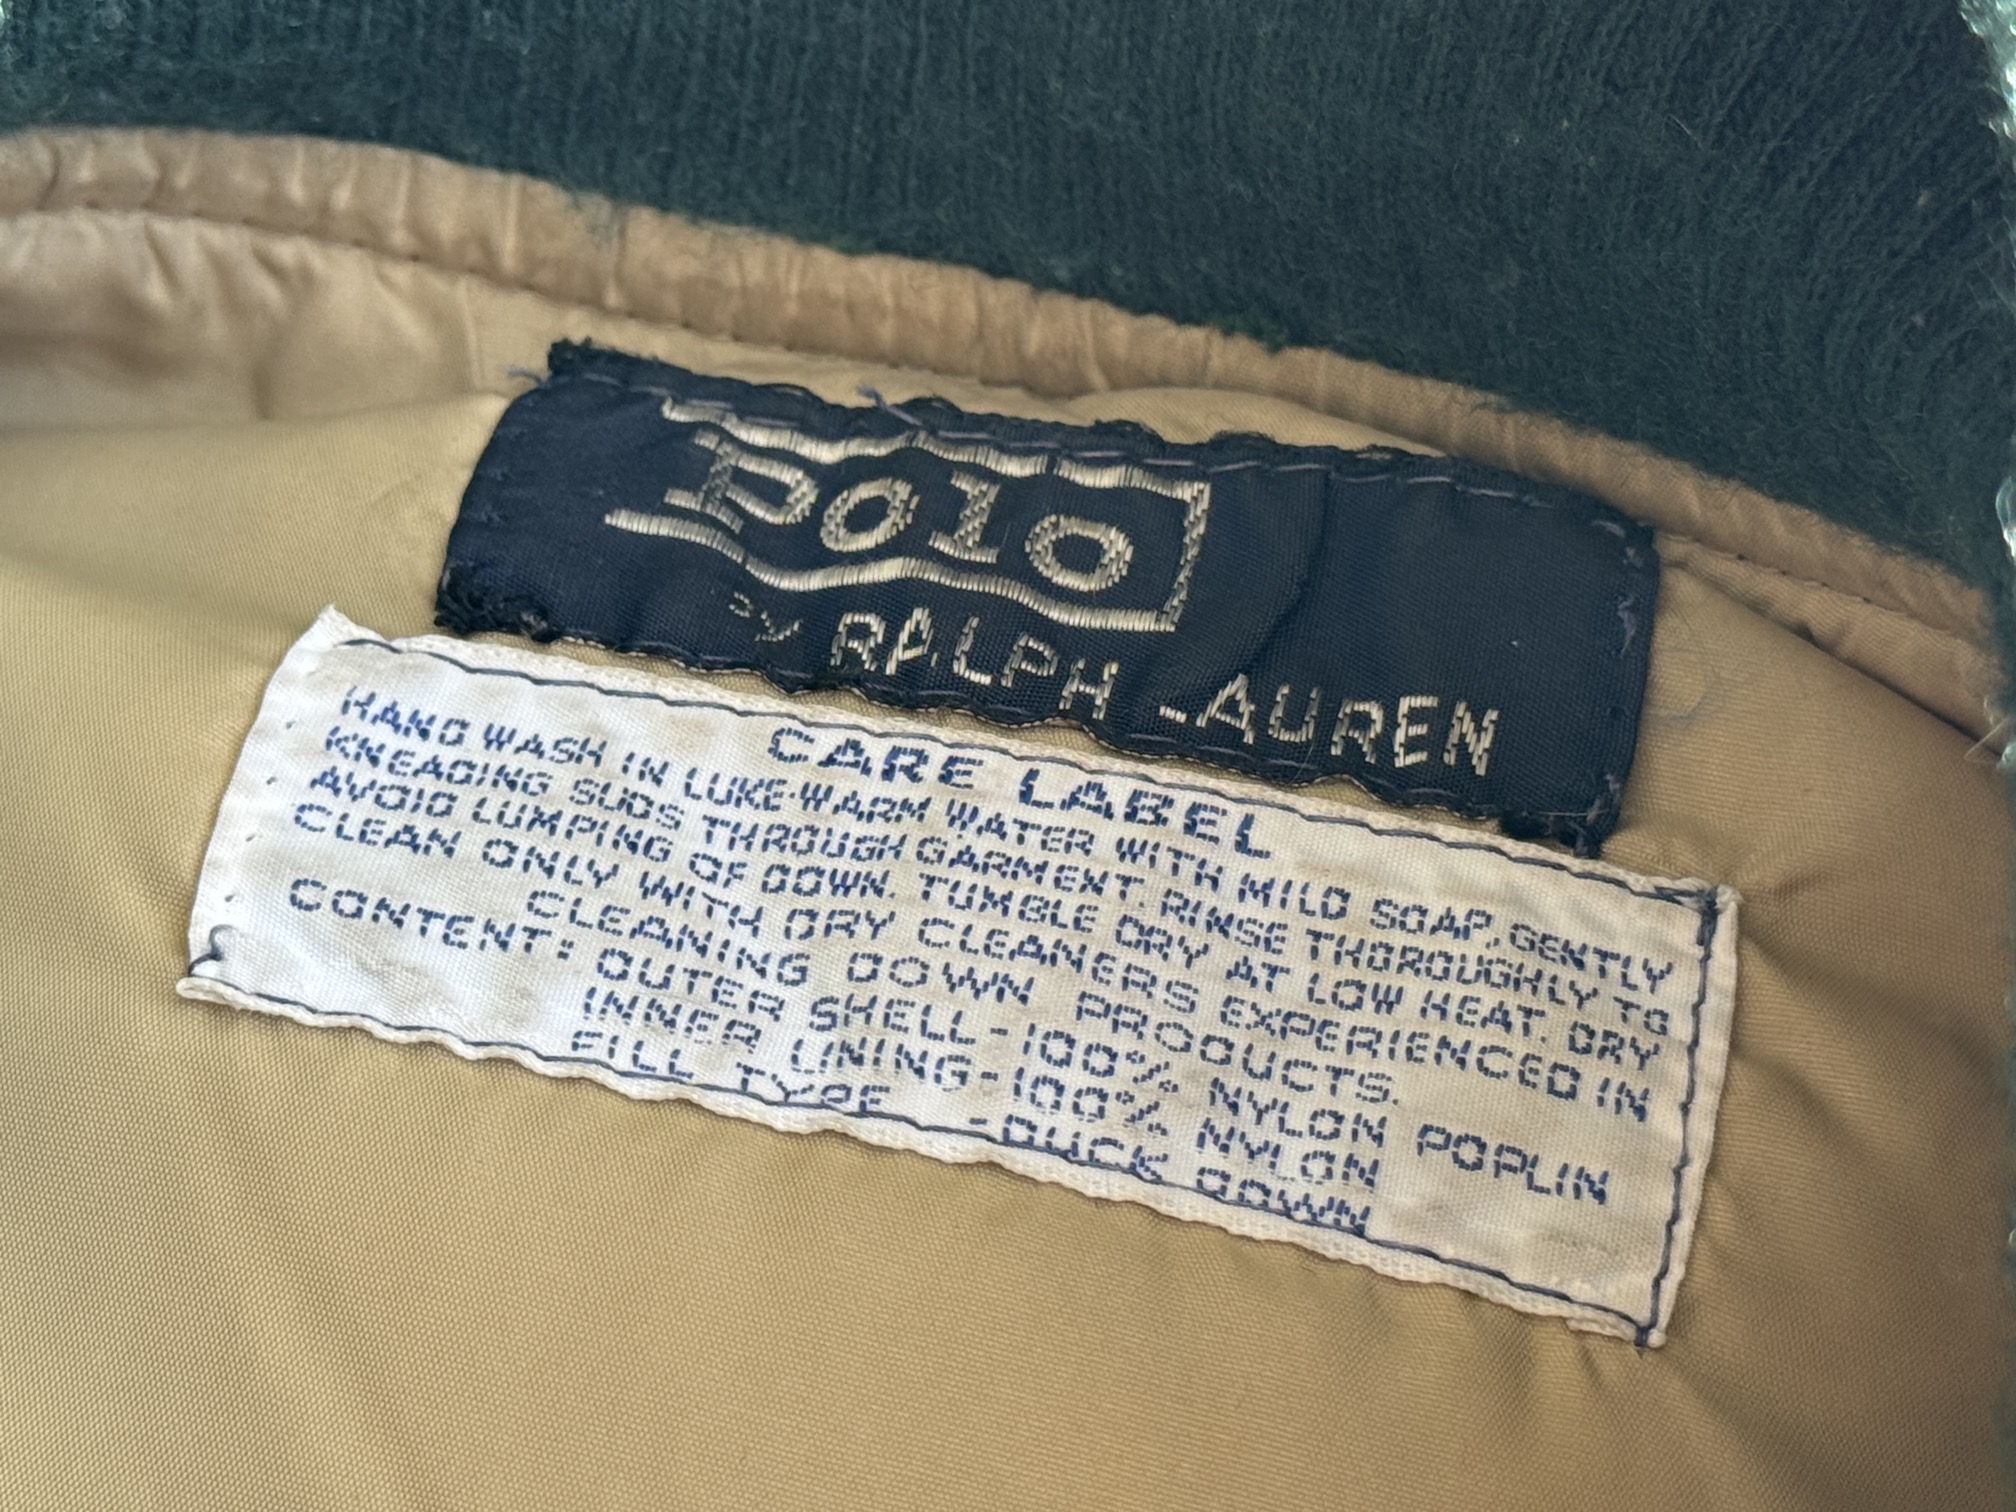 Polo
by RALPH LAUREN
CARE LABEL
HAND WASH IN LUKE-WARM WATER WITH MILD SOAP, GENTLY
KNEADING SUDS THROUGH GARMENT. RINSE THOROUGHLY TO
AVOID LUMPING OF DOWN. TUMBLE DRY AT LOW HEAT. DRY
CLEAN ONLY WITH DRY CLEANERS EXPERIENCED IN
CLEANING DOWN PRODUCTS.
CONTENT: OUTER SHELL-100% NYLON POPLIN
INNER LINING-100% NYLON
FILL TYPE -DUCK DOWN